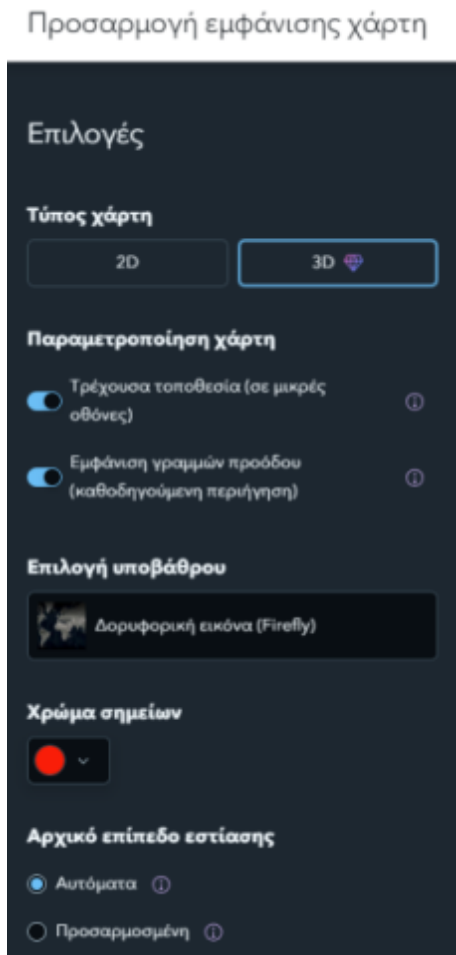 Προσαρμογή εμφάνισης χάρτη
Επιλογές
Τύπος χάρτη
2D
3D
Παραμετροποίηση χάρτη
Τρέχουσα τοποθεσία (σε μικρές
οθόνες)
Εμφάνιση γραμμών προόδου
(καθοδηγούμενη περιήγηση)
Επιλογή υποβάθρου
Δορυφορική εικόνα (Firefly)
Χρώμα σημείων
Αρχικό επίπεδο εστίασης
Αυτόματα
Προσαρμοσμένη